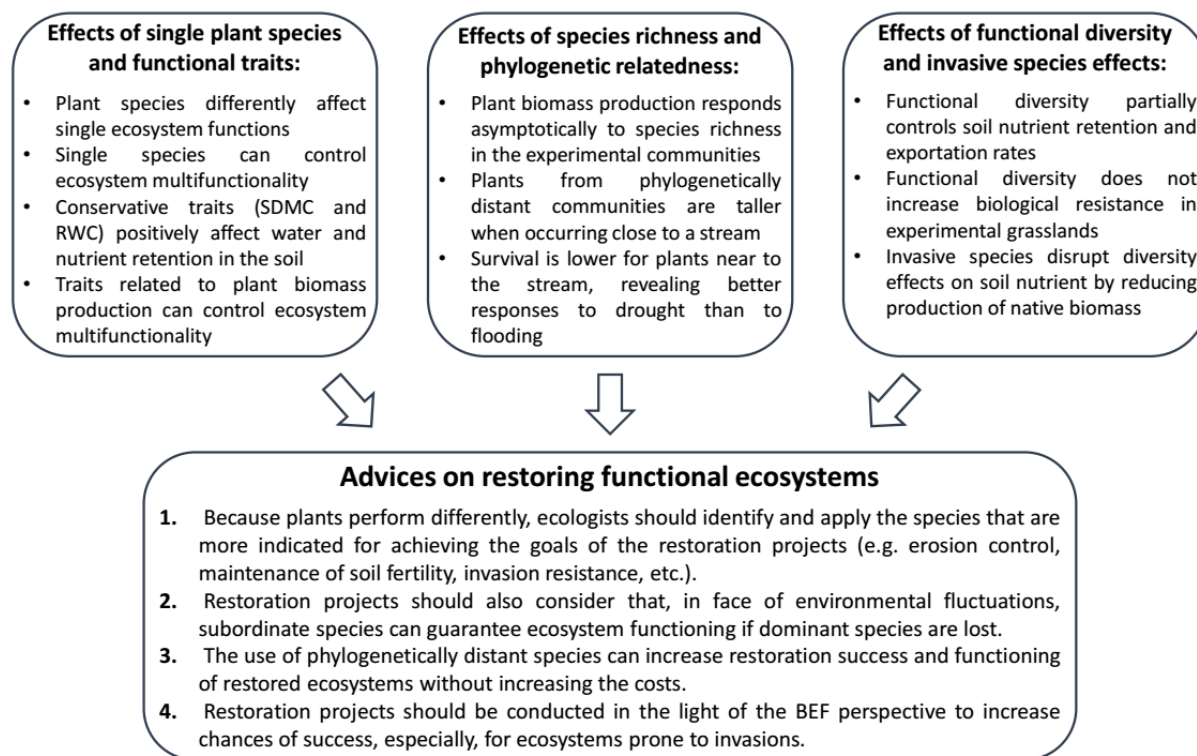 Effects of single plant species
and functional traits:
• Plant species differently affect
single ecosystem functions
• Single species can control
ecosystem multifunctionality
• Conservative traits (SDMC and
RWC) positively affect water and
nutrient retention in the soil
• Traits related to plant biomass
production can control ecosystem
multifunctionality
Effects of species richness and
phylogenetic relatedness:
• Plant biomass production responds
asymptotically to species richness
in the experimental communities
• Plants from phylogenetically
distant communities are taller
when occurring close to a stream
• Survival is lower for plants near to
the stream, revealing better
responses to drought than to
flooding
Effects of functional diversity
and invasive species effects:
• Functional diversity partially
controls soil nutrient retention and
exportation rates
• Functional diversity does not
increase biological resistance in
experimental grasslands
• Invasive species disrupt diversity
effects on soil nutrient by reducing
production of native biomass
Advices on restoring functional ecosystems
1. Because plants perform differently, ecologists should identify and apply the species that are
more indicated for achieving the goals of the restoration projects (e.g. erosion control,
maintenance of soil fertility, invasion resistance, etc.).
2. Restoration projects should also consider that, in face of environmental fluctuations,
subordinate species can guarantee ecosystem functioning if dominant species are lost.
3. The use of phylogenetically distant species can increase restoration success and functioning
of restored ecosystems without increasing the costs.
4. Restoration projects should be conducted in the light of the BEF perspective to increase
chances of success, especially, for ecosystems prone to invasions.